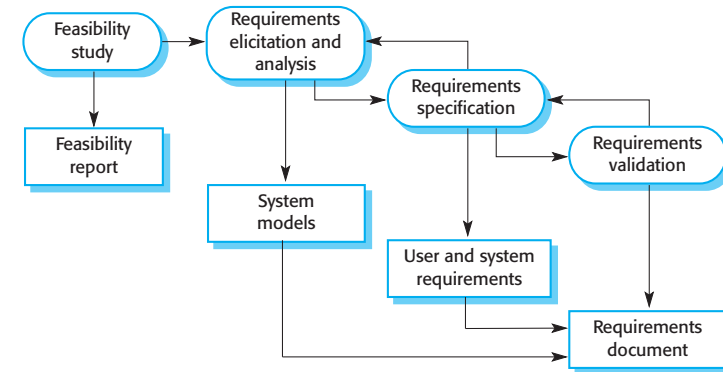 Feasibility
study
Requirements
elicitation and
analysis
Requirements
specification
Requirements
validation
Feasibility
report
System
models
User and system
requirements
Requirements
document